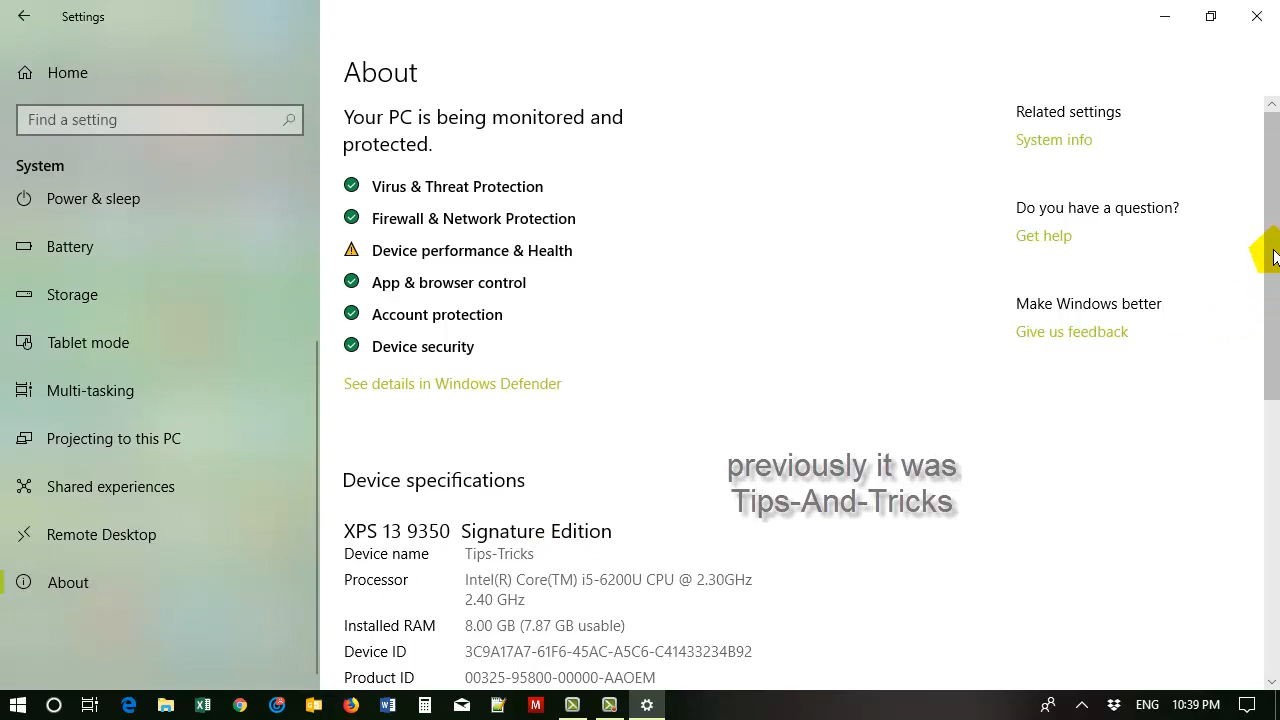 Settings
Home
Find a setting
System
Power & sleep
Battery
Storage
Tablet mode
Multi-tasking
Projecting to this PC
Shared experiences
Remote Desktop
About
About
Your PC is being monitored and
protected.
Virus & Threat Protection
Firewall & Network Protection
Device performance & Health
App & browser control
Account protection
Device security
See details in Windows Defender
Device specifications
XPS 13 9350 Signature Edition
Device name Tips-Tricks
Processor Intel(R) Core(TM) i5-6200U CPU @ 2.30GHz
2.40 GHz
Installed RAM 8.00 GB (7.87 GB usable)
Device ID 3C9A17A7-61F6-45AC-A5C6-C41433234B92
Product ID 00325-95800-00000-AAOEM
previously it was
Tips-And-Tricks
Related settings
System info
Do you have a question?
Get help
Make Windows better
Give us feedback
ENG 10:39 PM